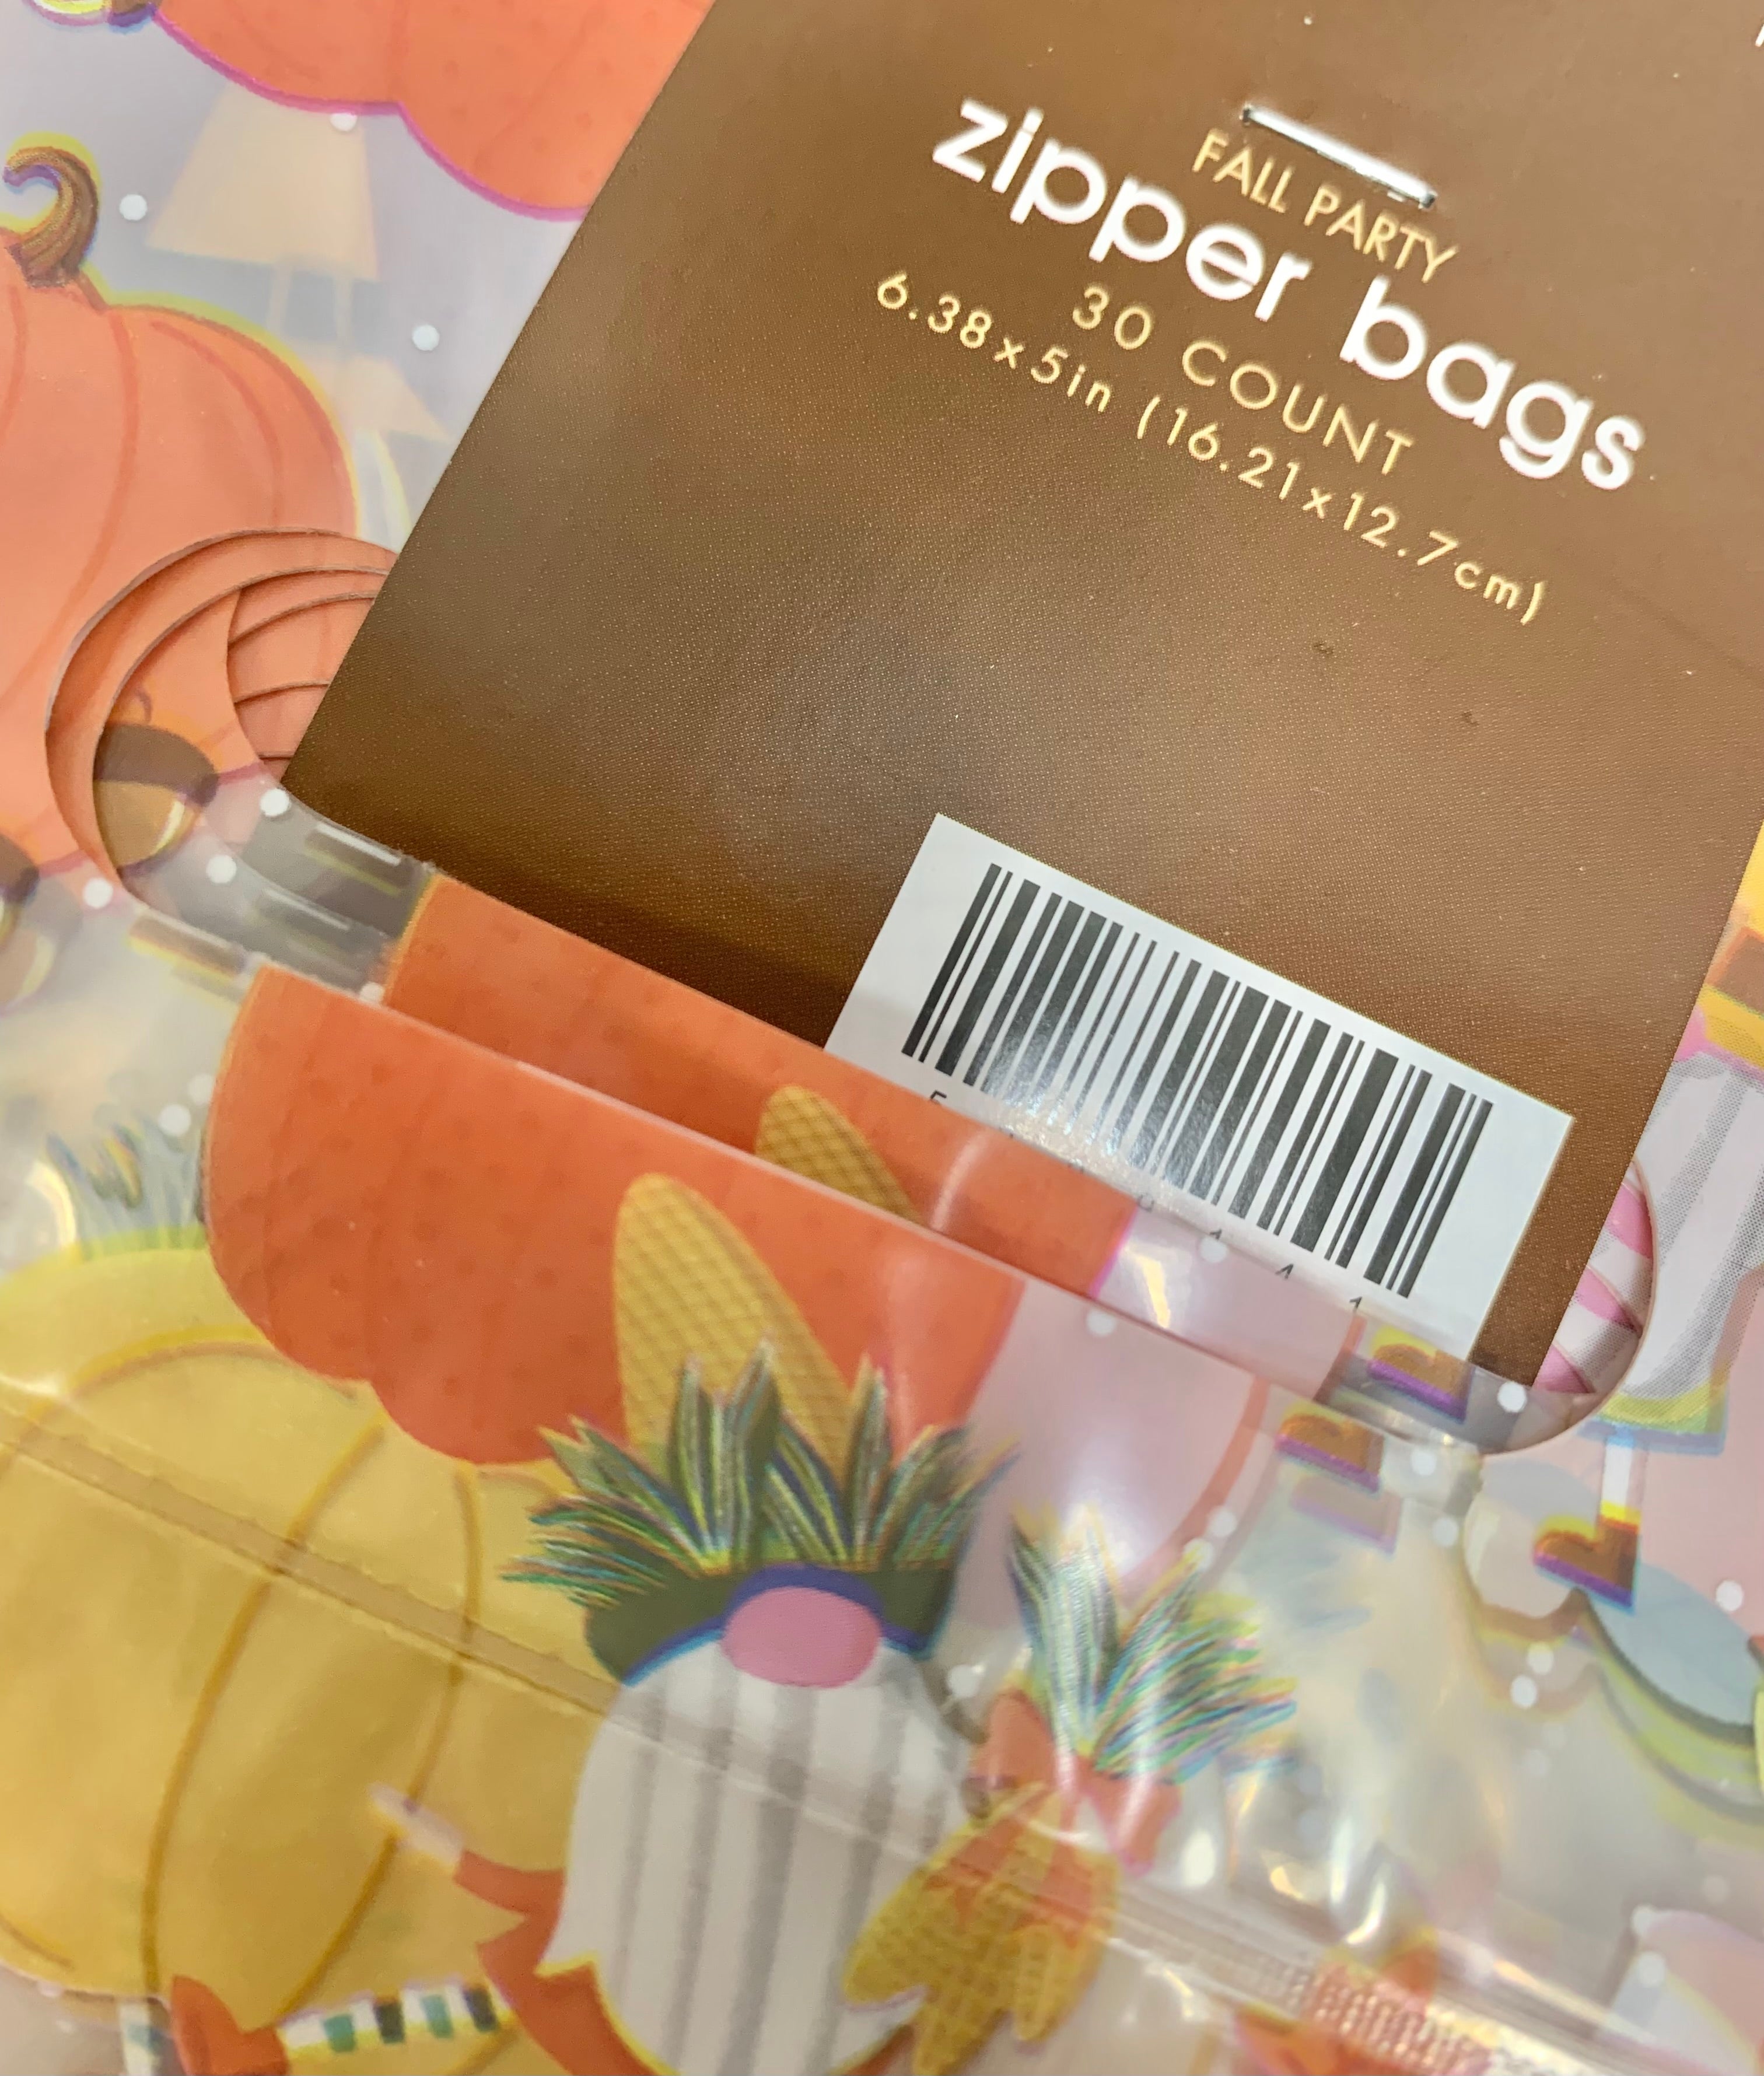 FALL PARTY
zipper bags
30 COUNT
6.38x5in (16.21x12.7cm)